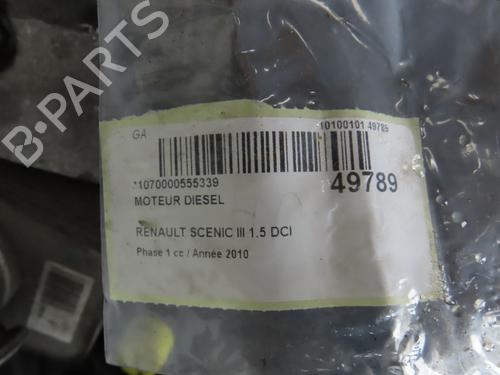 B-PARTS
GA
*10100101 49789
*1070000555339
49789
MOTEUR DIESEL
RENAULT SCENIC III 1.5 DCI
Phase 1 cc / Année 2010